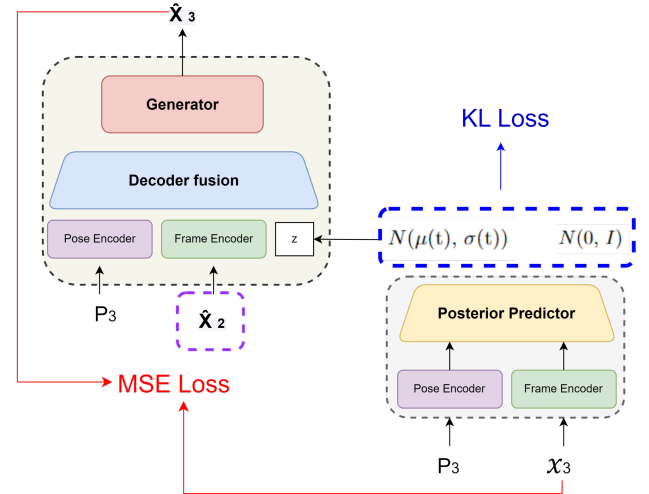 X̂ 3
Generator
KL Loss
Decoder fusion
Pose Encoder
Frame Encoder
z
N(μ(t), σ(t))
N(0, I)
P3
X̂ 2
Posterior Predictor
MSE Loss
Pose Encoder
Frame Encoder
P3
x3